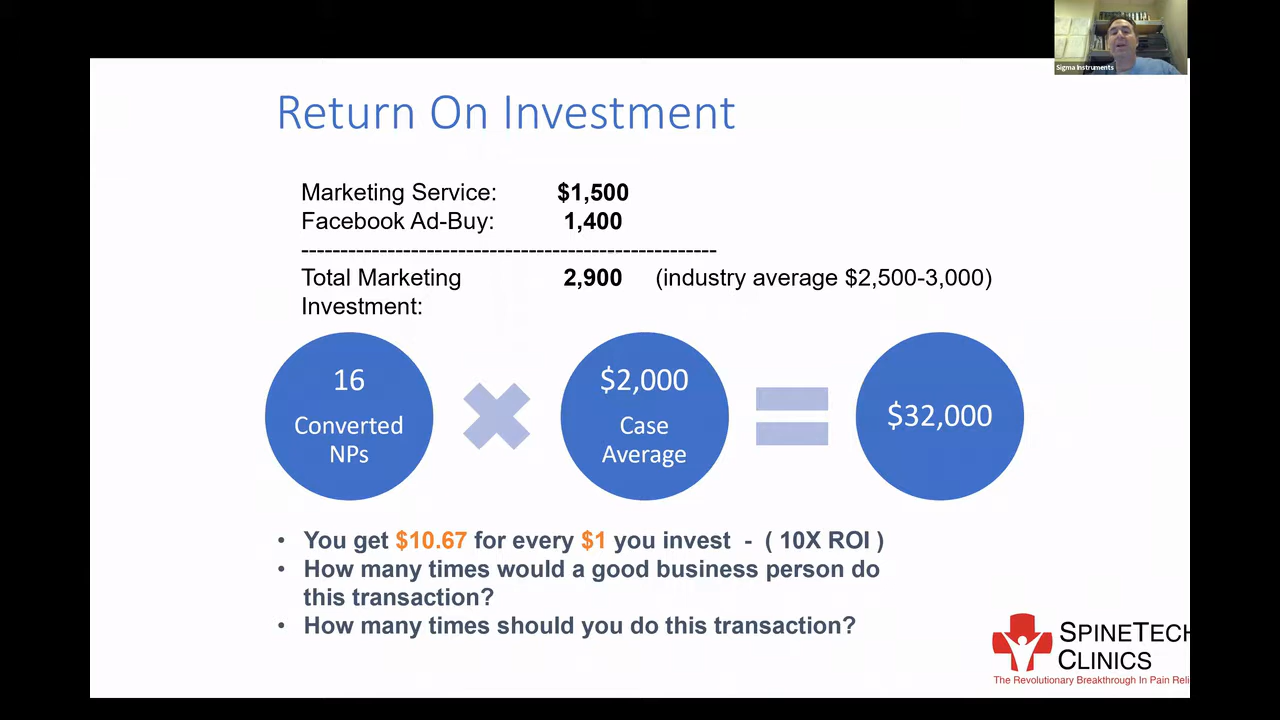 Sigma Instruments
Return On Investment
Marketing Service: $1,500
Facebook Ad-Buy: 1,400
-----------------------------------------------------
Total Marketing 2,900 (industry average $2,500-3,000)
Investment:
16
Converted
NPs
$2,000
Case
Average
$32,000
• You get $10.67 for every $1 you invest - ( 10X ROI )
• How many times would a good business person do
this transaction?
• How many times should you do this transaction?
SPINETECH
CLINICS
The Revolutionary Breakthrough In Pain Reli